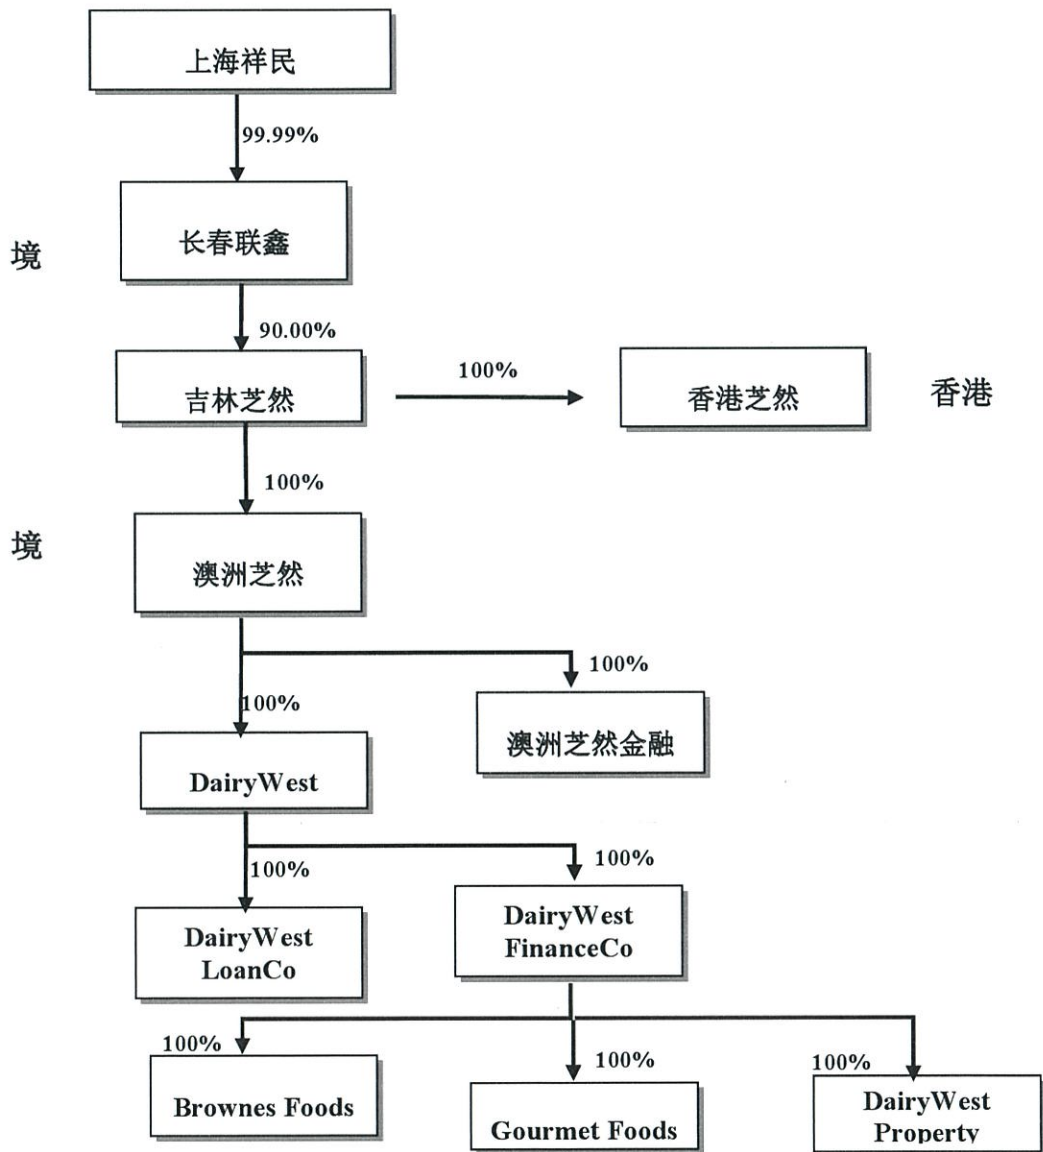 上海祥民
99.99%
境
长春联鑫
90.00%
吉林芝然
100%
香港芝然
香港
100%
境
澳洲芝然
100%
100%
澳洲芝然金融
DairyWest
100%
100%
DairyWest
LoanCo
DairyWest
FinanceCo
100%
100%
100%
Brownes Foods
Gourmet Foods
DairyWest
Property